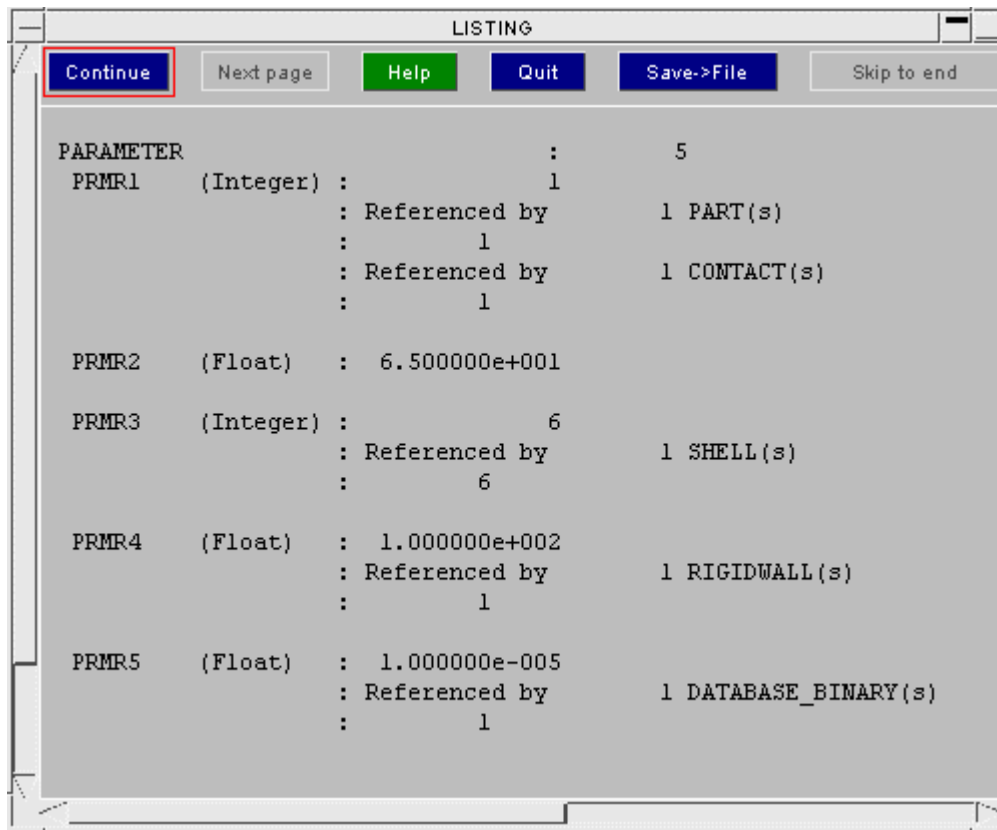 LISTING
Continue Next page Help Quit Save->File Skip to end
PARAMETER : 5
PRMR1 (Integer) : 1
: Referenced by 1 PART(s)
: 1
: Referenced by 1 CONTACT(s)
: 1
PRMR2 (Float) : 6.500000e+001
PRMR3 (Integer) : 6
: Referenced by 1 SHELL(s)
: 6
PRMR4 (Float) : 1.000000e+002
: Referenced by 1 RIGIDWALL(s)
: 1
PRMR5 (Float) : 1.000000e-005
: Referenced by 1 DATABASE_BINARY(s)
: 1